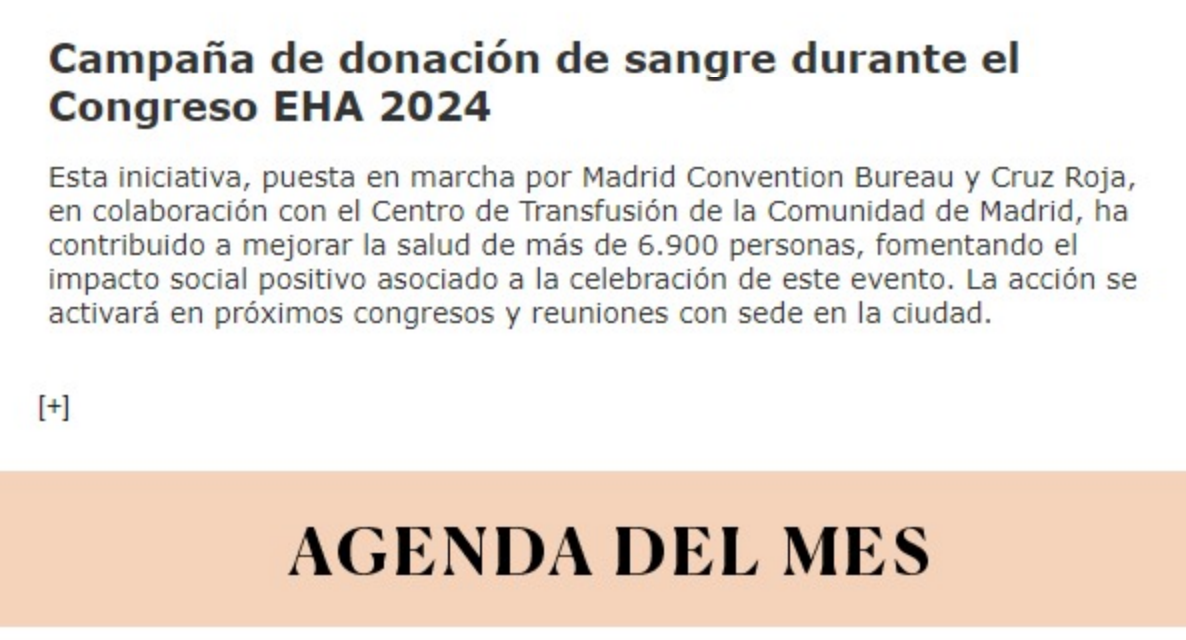 Campaña de donación de sangre durante el
Congreso EHA 2024
Esta iniciativa, puesta en marcha por Madrid Convention Bureau y Cruz Roja,
en colaboración con el Centro de Transfusión de la Comunidad de Madrid, ha
contribuido a mejorar la salud de más de 6.900 personas, fomentando el
impacto social positivo asociado a la celebración de este evento. La acción se
activará en próximos congresos y reuniones con sede en la ciudad.
[+]
AGENDA DEL MES